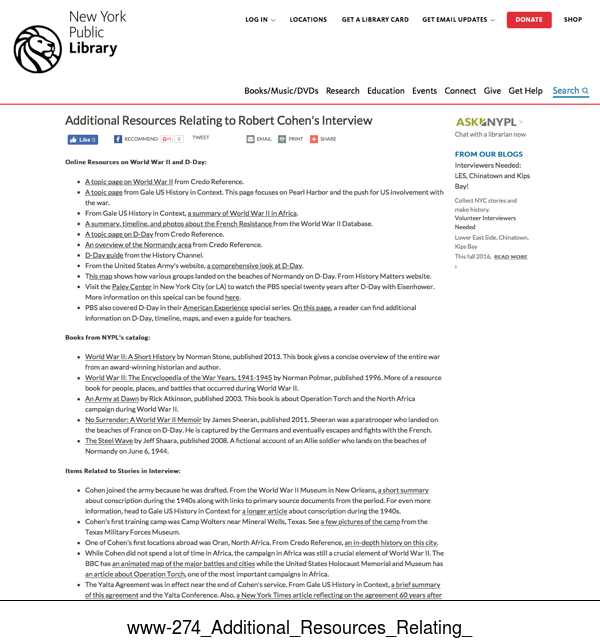 New York
Public
Library
LOG IN
LOCATIONS
GET A LIBRARY CARD
GET EMAIL UPDATES
DONATE
SHOP
Books/Music/DVDs Research Education Events Connect Give Get Help Search
Additional Resources Relating to Robert Cohen's Interview
Like 0
RECOMMEND
G+1 0
TWEET
EMAIL
PRINT
SHARE
Online Resources on World War II and D-Day:
A topic page on World War II from Credo Reference.
A topic page from Gale US History in Context. This page focuses on Pearl Harbor and the push for US involvement with
the war.
From Gale US History in Context, a summary of World War II in Africa.
A summary, timeline, and photos about the French Resistance from the World War II Database.
A topic page on D-Day from Credo Reference.
An overview of the Normandy area from Credo Reference.
D-Day guide from the History Channel.
From the United States Army's website, a comprehensive look at D-Day.
This map shows how various groups landed on the beaches of Normandy on D-Day. From History Matters website.
Visit the Paley Center in New York City (or LA) to watch the PBS special twenty years after D-Day with Eisenhower.
More information on this speical can be found here.
PBS also covered D-Day in their American Experience special series. On this page, a reader can find additional
information on D-Day, timeline, maps, and even a guide for teachers.
Books from NYPL's catalog:
World War II: A Short History by Norman Stone, published 2013. This book gives a concise overview of the entire war
from an award-winning historian and author.
World War II: The Encyclopedia of the War Years, 1941-1945 by Norman Polmar, published 1996. More of a resource
book for people, places, and battles that occurred during World War II.
An Army at Dawn by Rick Atkinson, published 2003. This book is about Operation Torch and the North Africa
campaign during World War II.
No Surrender: A World War II Memoir by James Sheeran, published 2011. Sheeran was a paratrooper who landed on
the beaches of France on D-Day. He is captured by the Germans and eventually escapes and fights with the French.
The Steel Wave by Jeff Shaara, published 2008. A fictional account of an Allie soldier who lands on the beaches of
Normandy on June 6, 1944.
Items Related to Stories in Interview:
Cohen joined the army because he was drafted. From the World War II Museum in New Orleans, a short summary
about conscription during the 1940s along with links to primary source documents from the period. For even more
information, head to Gale US History in Context for a longer article about conscription during the 1940s.
Cohen's first training camp was Camp Wolters near Mineral Wells, Texas. See a few pictures of the camp from the
Texas Military Forces Museum.
One of Cohen's first locations abroad was Oran, North Africa. From Credo Reference, an in-depth history on this city.
While Cohen did not spend a lot of time in Africa, the campaign in Africa was still a crucial element of World War II. The
BBC has an animated map of the major battles and cities while the United States Holocaust Memorial and Museum has
an article about Operation Torch, one of the most important campaigns in Africa.
The Yalta Agreement was in effect near the end of Cohen's service. From Gale US History in Context, a brief summary
of this agreement and the Yalta Conference. Also, a New York Times article reflecting on the agreement 60 years after
ASK NYPL >
Chat with a librarian now
FROM OUR BLOGS
Interviewers Needed:
LES, Chinatown and Kips
Bay!
Collect NYC stories and
make history.
Volunteer Interviewers
Needed
Lower East Side, Chinatown,
Kips Bay
This fall 2016, READ MORE
www-274_Additional_Resources_Relating_